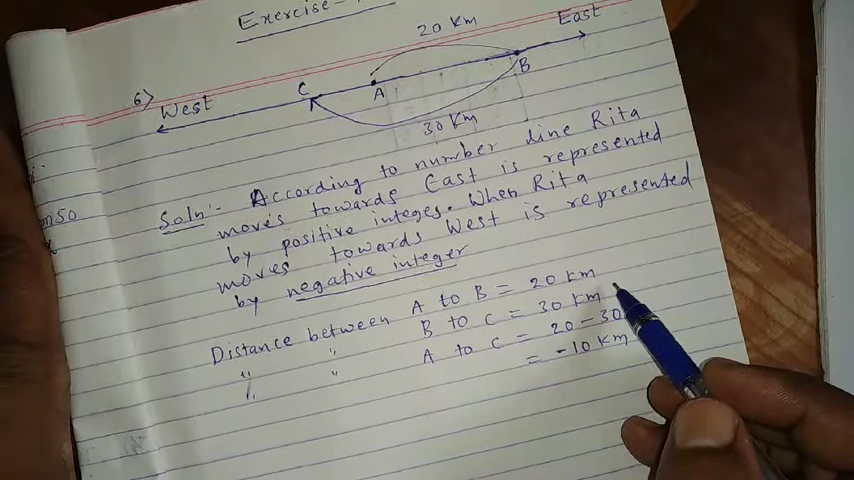 Exercise-
20 Km
East
6>
West
C
A
B
30 Km
Soln:- According to number line Rita
moves towards East is represented
by positive integes. When Rita
moves towards West is represented
by negative integer
Distance between A to B = 20 km
" " B to C = 30 km
" " A to C = 20 - 30
= -10 km